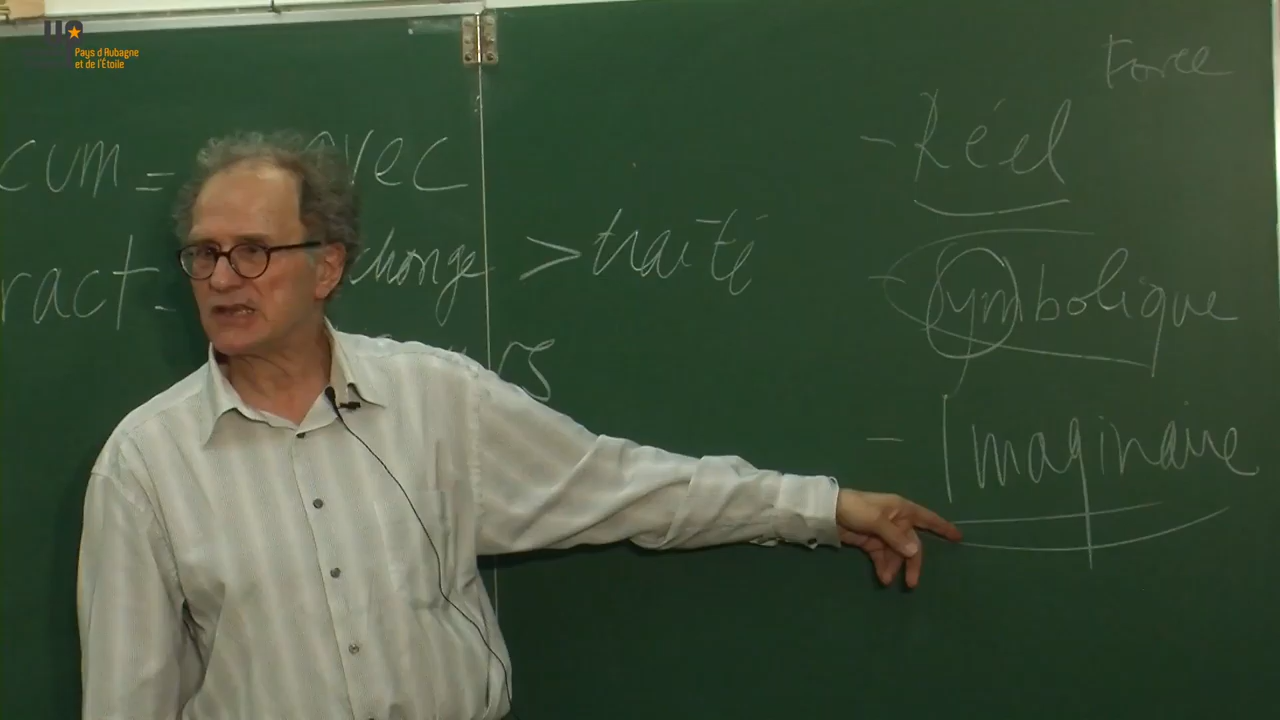 Pays d'Aubagne
et de l'Étoile
Force
cum = avec
- Réel
ract = change > traité
- Symbolique
- Imaginaire